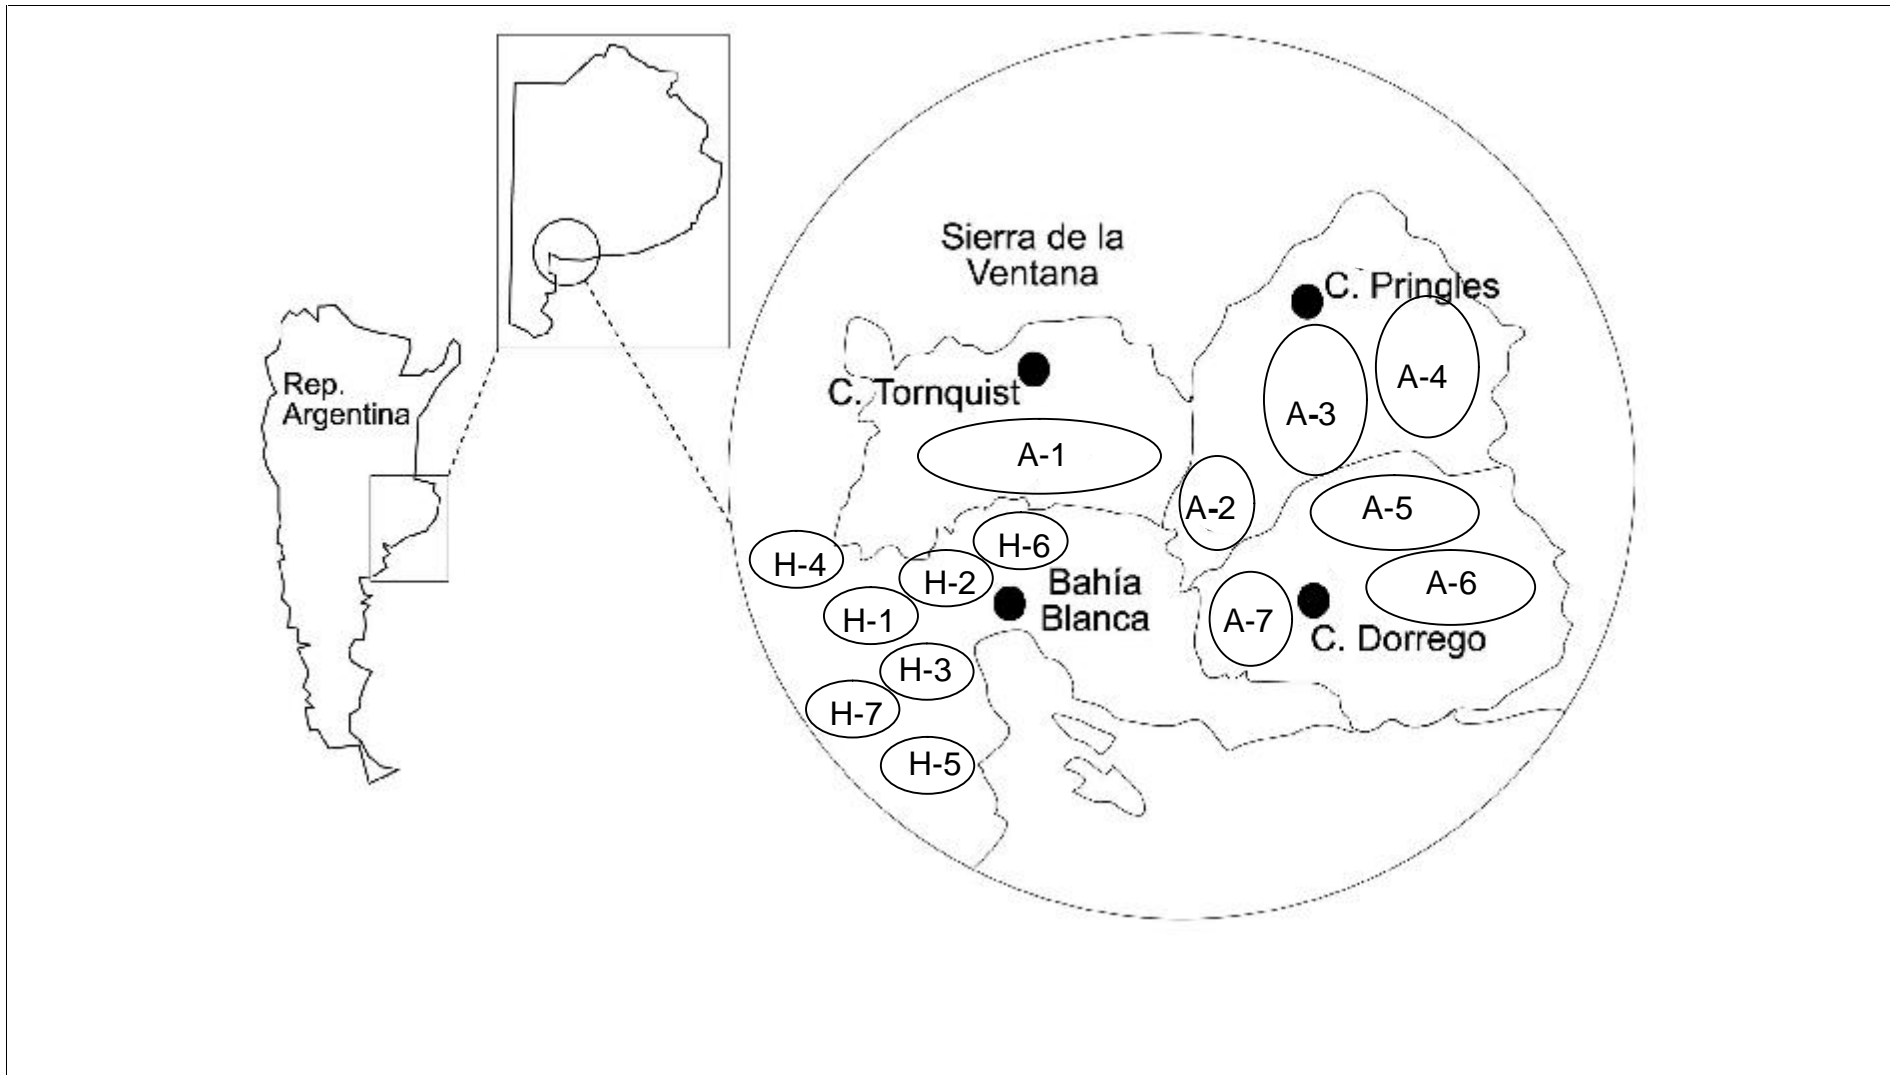 Rep.
Argentina
Sierra de la
Ventana
C. Pringles
C. Tornquist
A-4
A-3
A-1
A-2
A-5
H-4
H-6
H-2
Bahía
Blanca
A-6
H-1
A-7
C. Dorrego
H-3
H-7
H-5